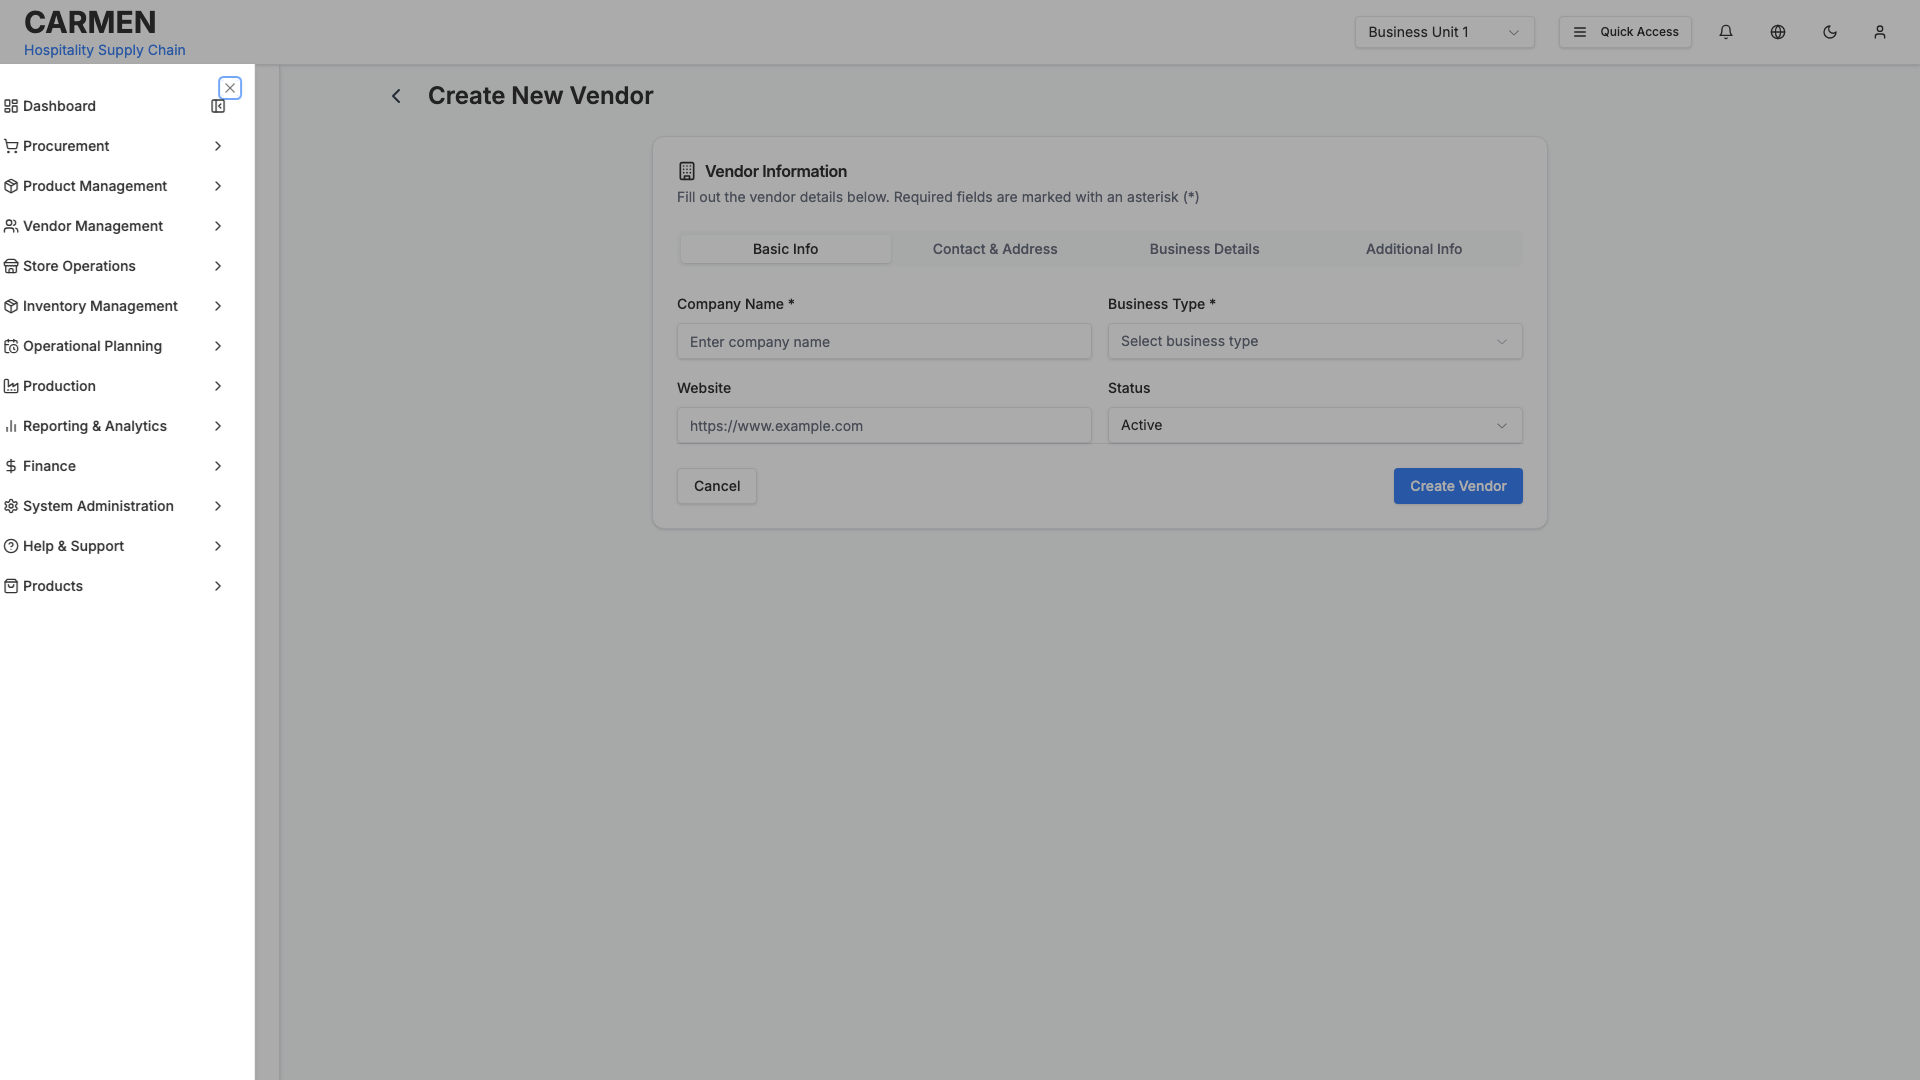 CARMEN
Hospitality Supply Chain
Business Unit 1
Quick Access
Dashboard
Procurement
Product Management
Vendor Management
Store Operations
Inventory Management
Operational Planning
Production
Reporting & Analytics
Finance
System Administration
Help & Support
Products
Create New Vendor
Vendor Information
Fill out the vendor details below. Required fields are marked with an asterisk (*)
Basic Info
Contact & Address
Business Details
Additional Info
Company Name *
Business Type *
Enter company name
Select business type
Website
Status
https://www.example.com
Active
Cancel
Create Vendor